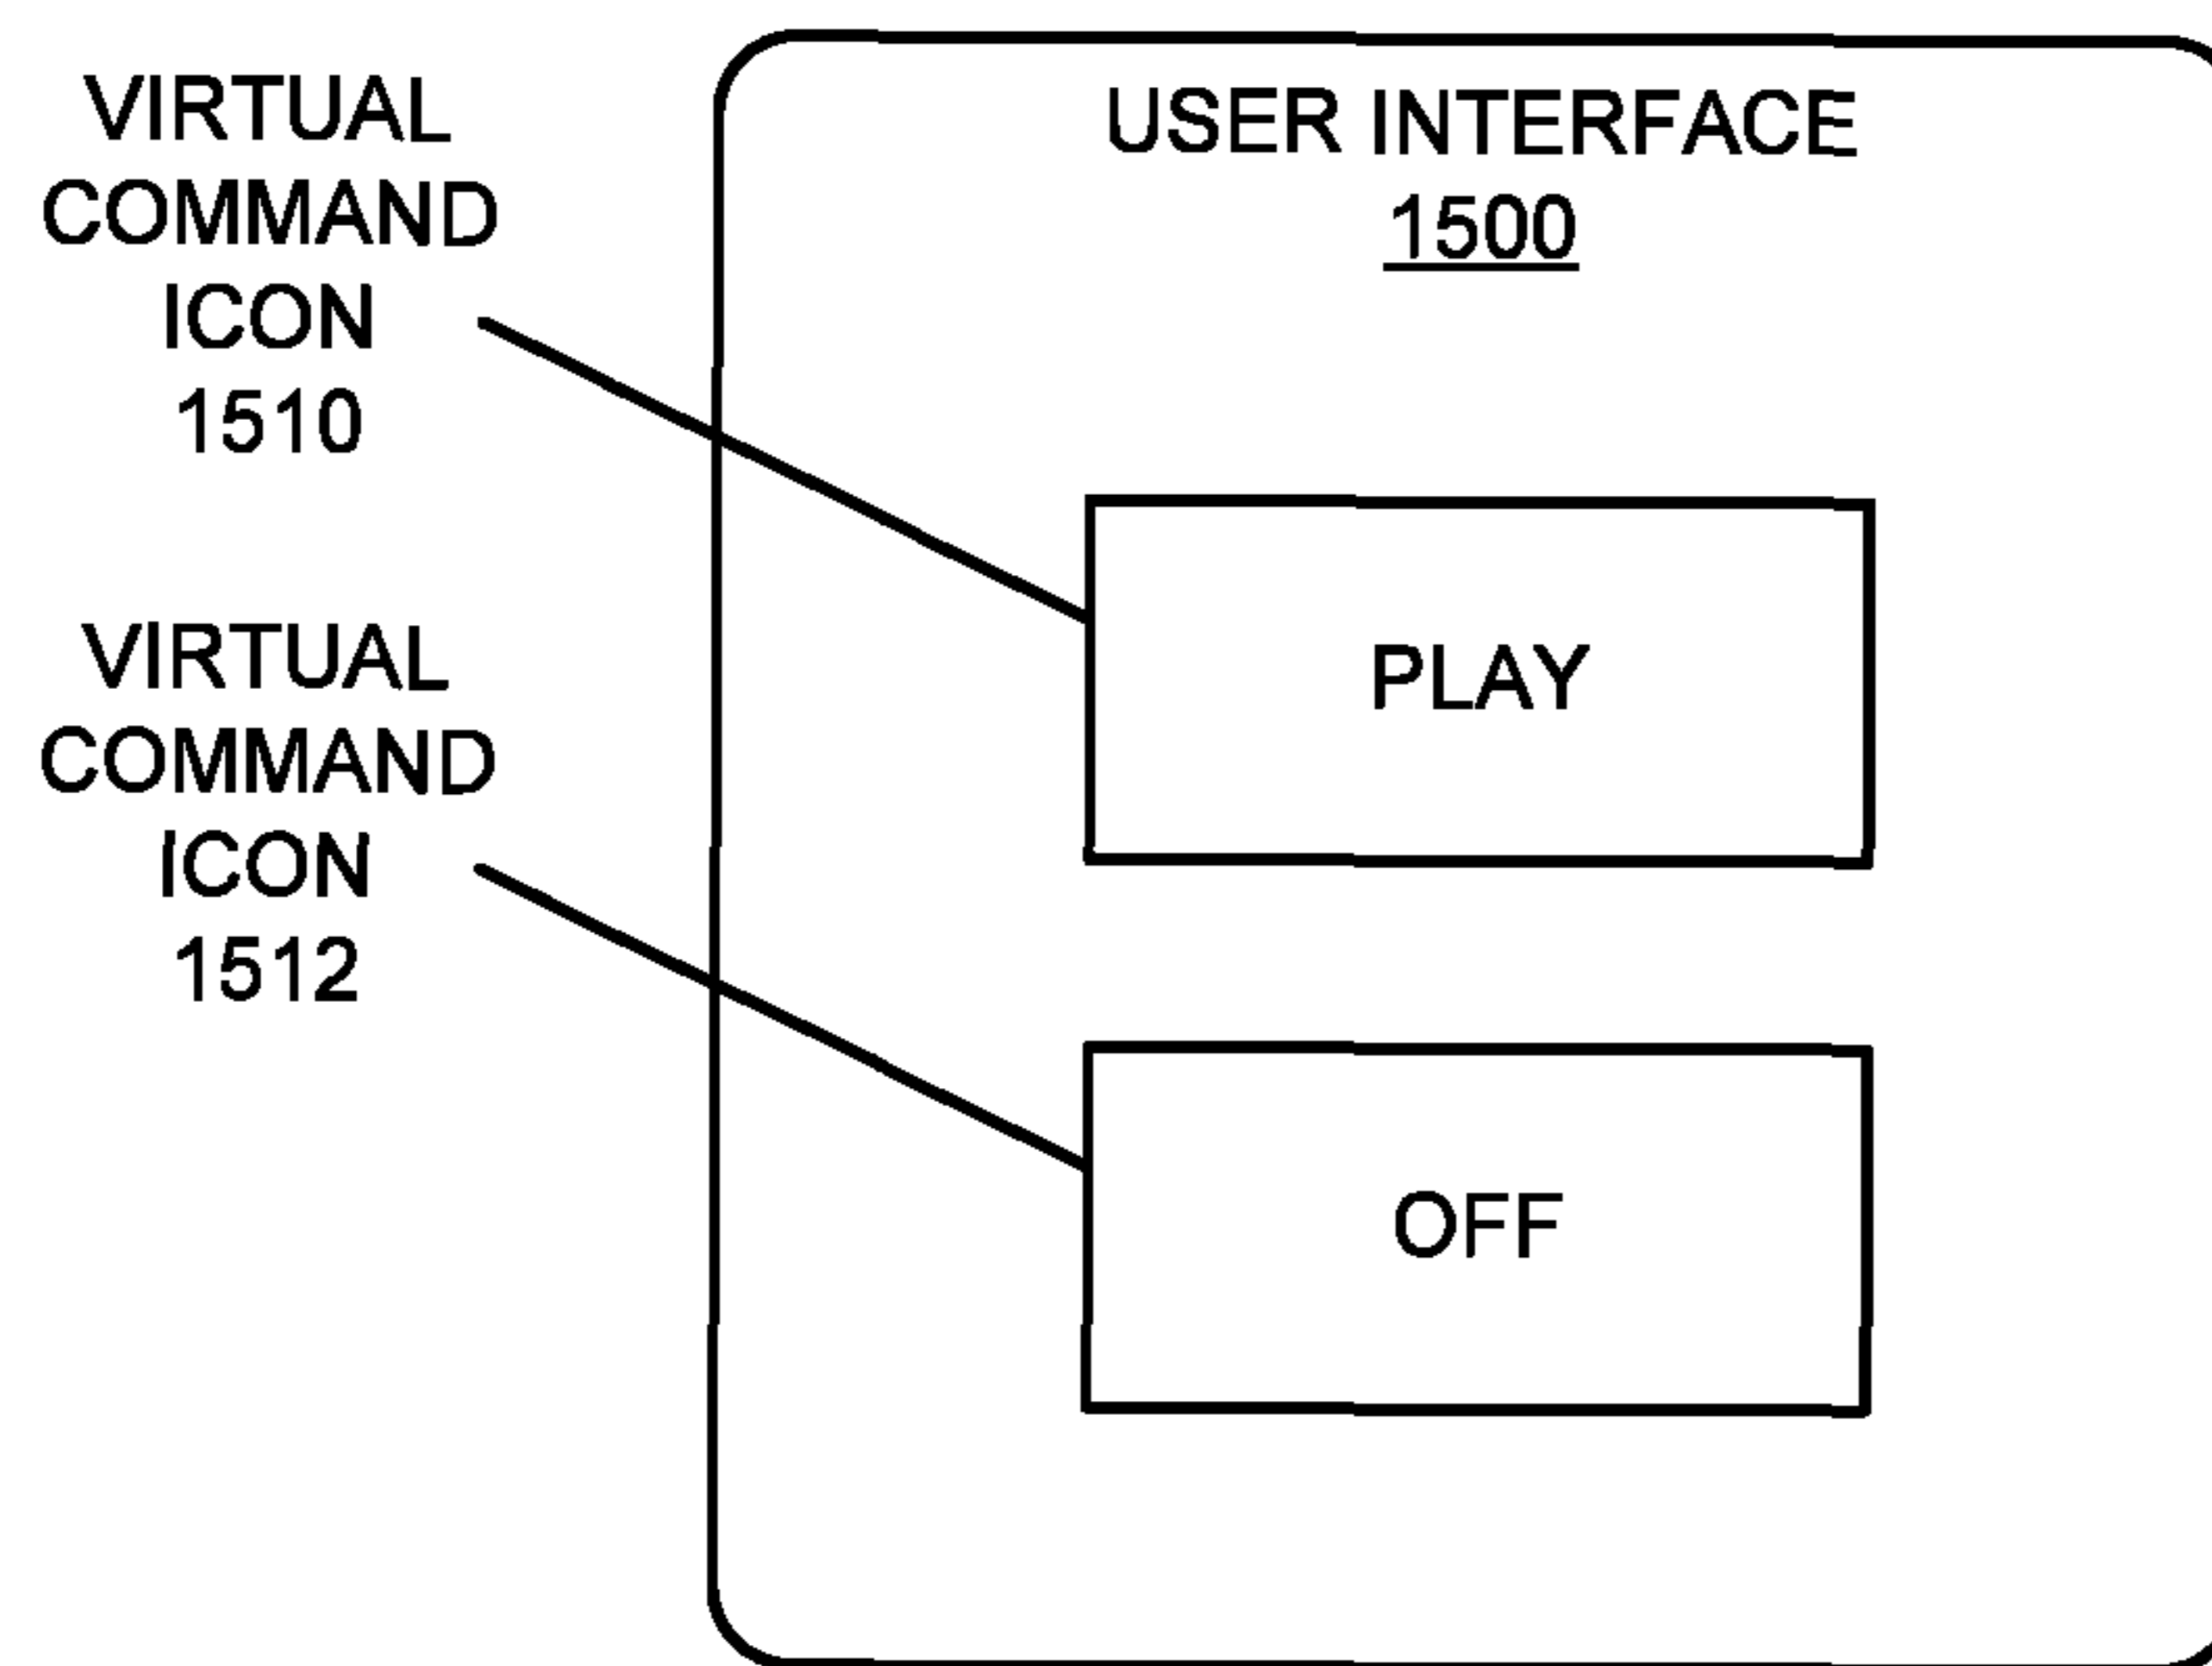 VIRTUAL
COMMAND
ICON
1510
VIRTUAL
COMMAND
ICON
1512
USER INTERFACE
1500
PLAY
OFF